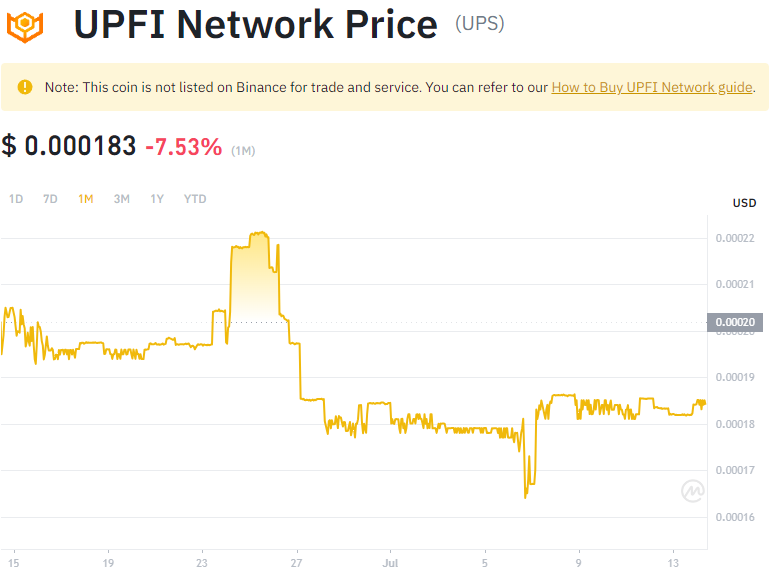 UPFI Network Price (UPS)
Note: This coin is not listed on Binance for trade and service. You can refer to our How to Buy UPFI Network guide.
$ 0.000183 -7.53% (1M)
1D 7D 1M 3M 1Y YTD
USD
0.00022
0.00021
0.00020
0.00019
0.00018
0.00017
0.00016
15 19 23 27 Jul 5 9 13